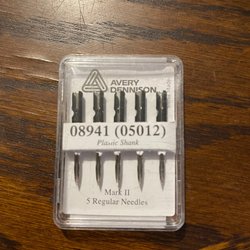 AVERY
DENNISON
08941 (05012)
Plastic Shank
Mark II
5 Regular Needles